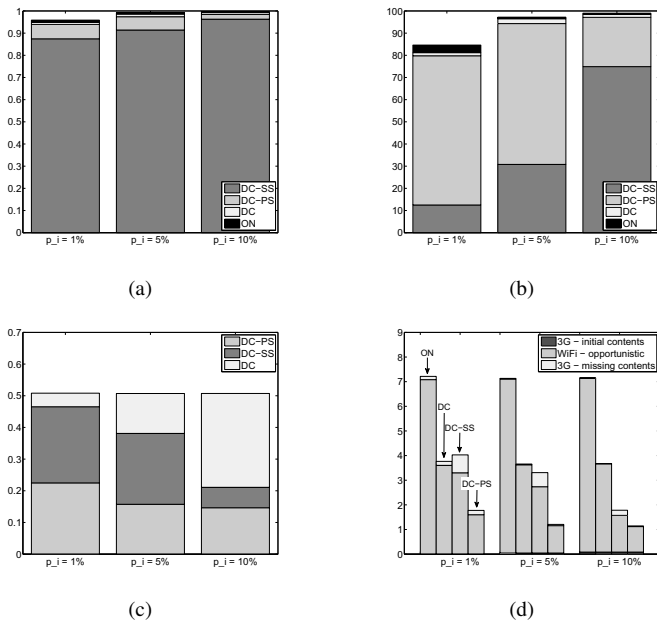 1
0.9
0.8
0.7
0.6
0.5
0.4
0.3
0.2
0.1
0
DC-SS
DC-PS
DC
ON
p_i = 1%
p_i = 5%
p_i = 10%
(a)
100
90
80
70
60
50
40
30
20
10
0
DC-SS
DC-PS
DC
ON
p_i = 1%
p_i = 5%
p_i = 10%
(b)
0.7
0.6
0.5
0.4
0.3
0.2
0.1
0
DC-PS
DC-SS
DC
p_i = 1%
p_i = 5%
p_i = 10%
(c)
9
8
7
6
5
4
3
2
1
0
3G - initial contents
WiFi - opportunistic
3G - missing contents
ON
DC
DC-SS
DC-PS
p_i = 1%
p_i = 5%
p_i = 10%
(d)